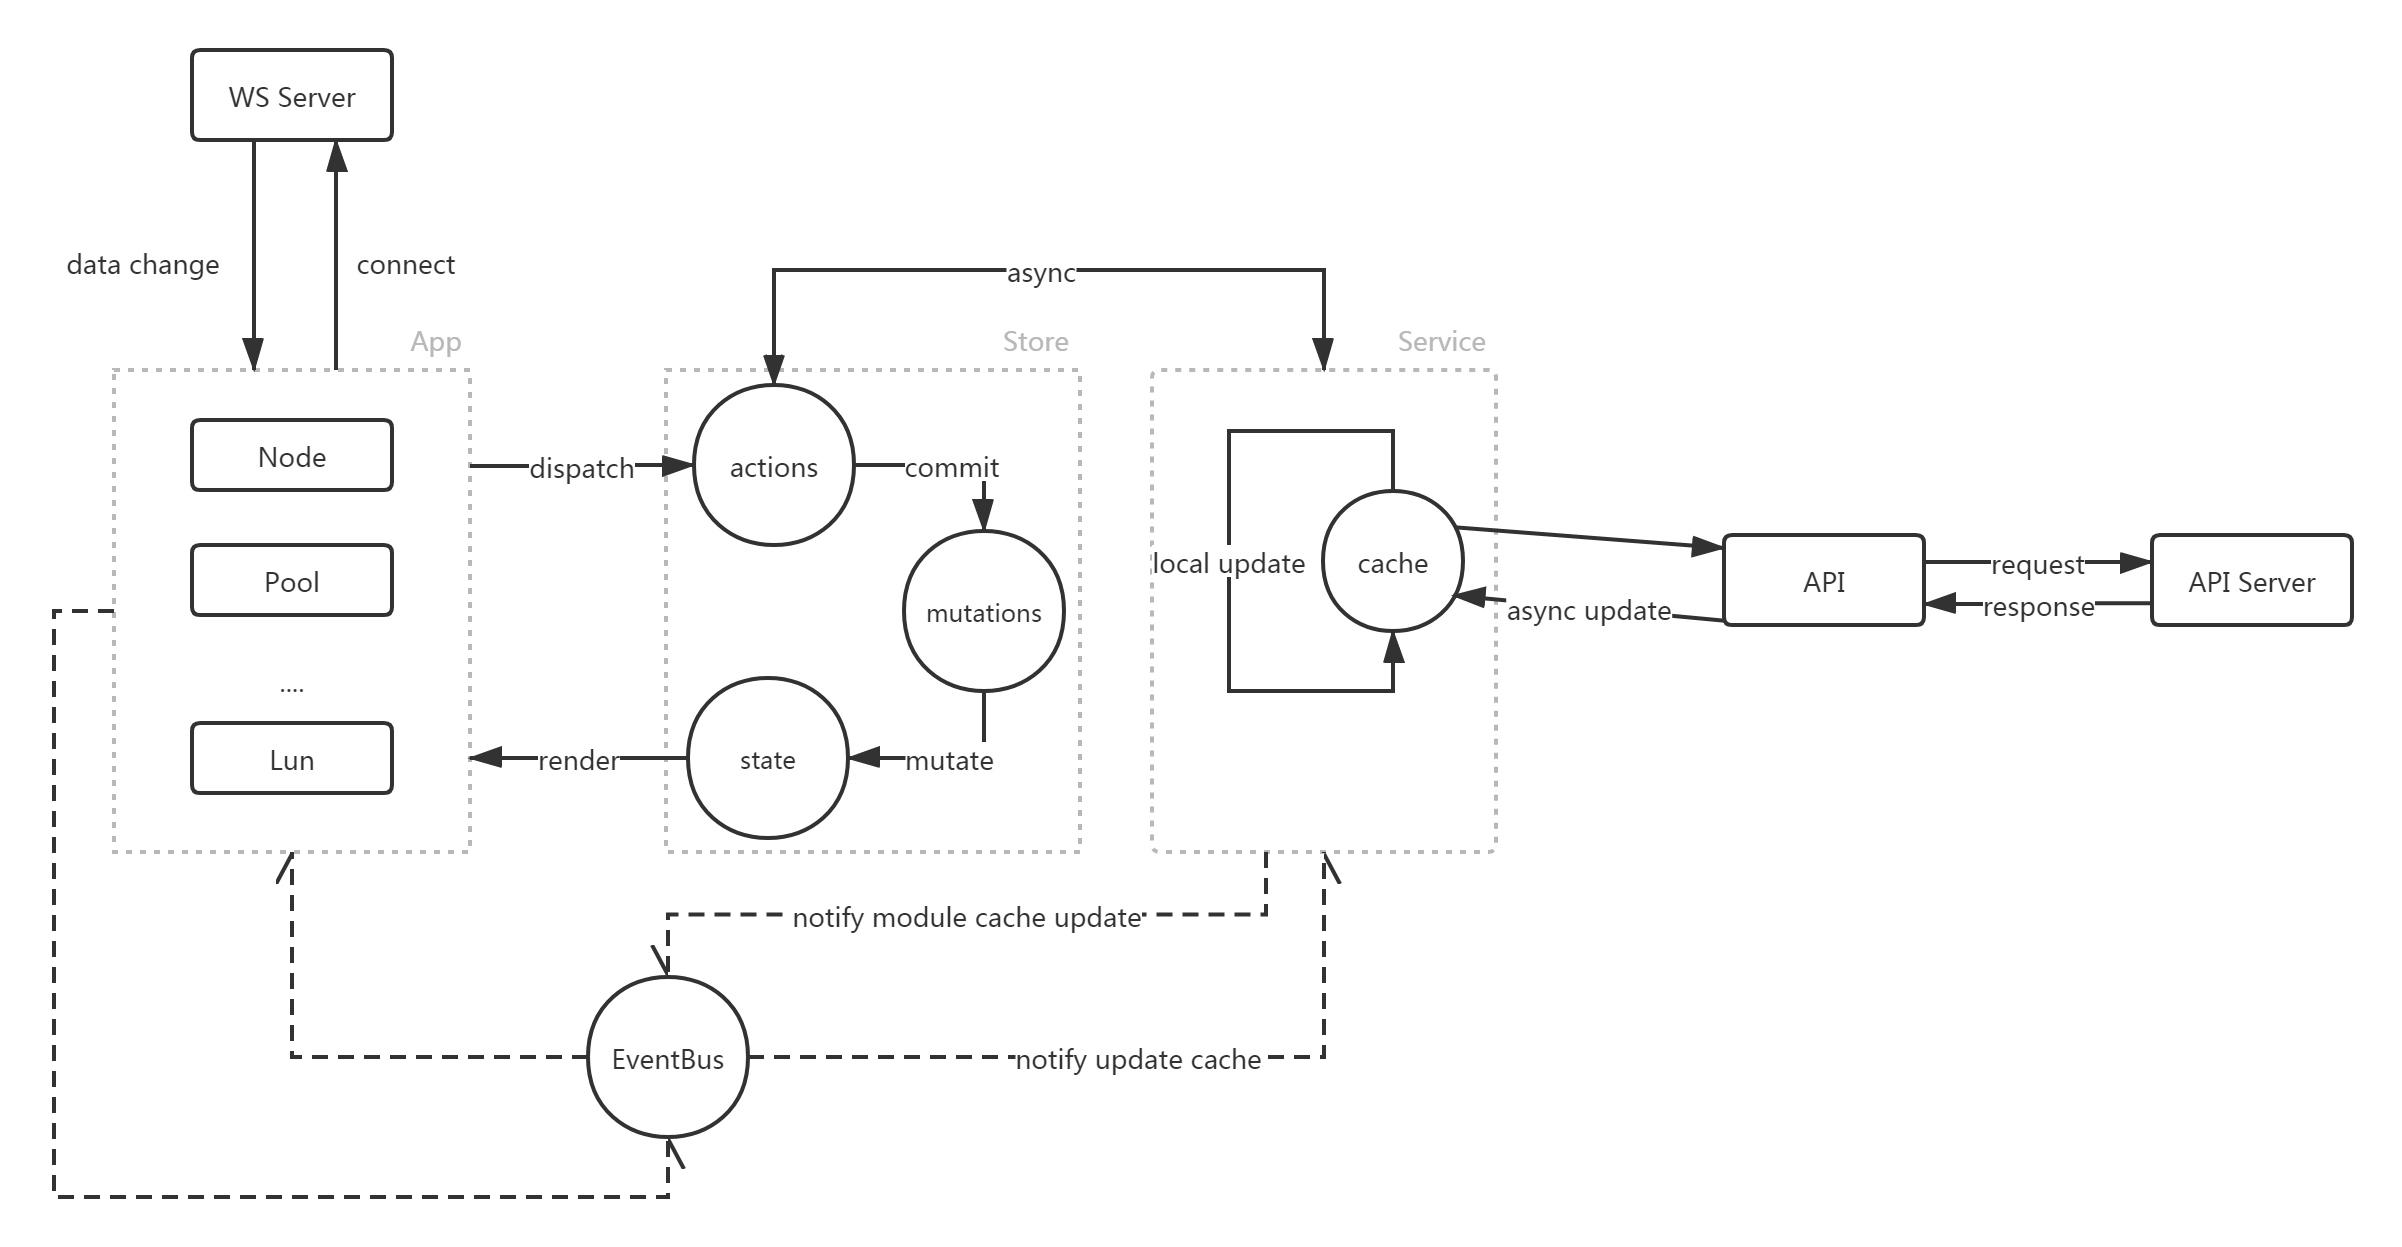 WS Server
data change
connect
async
App
Store
Service
Node
dispatch
actions
commit
local update
cache
Pool
mutations
async update
API
request
response
API Server
....
Lun
render
state
mutate
notify module cache update
EventBus
notify update cache